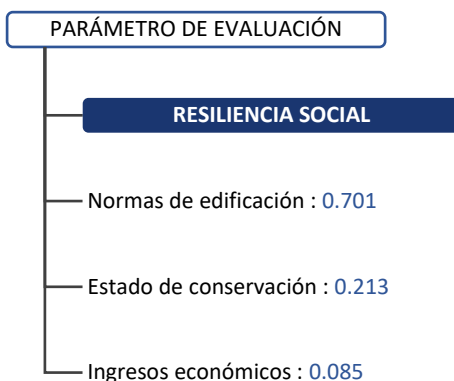 PARÁMETRO DE EVALUACIÓN
RESILIENCIA SOCIAL
Normas de edificación : 0.701
Estado de conservación : 0.213
Ingresos económicos : 0.085